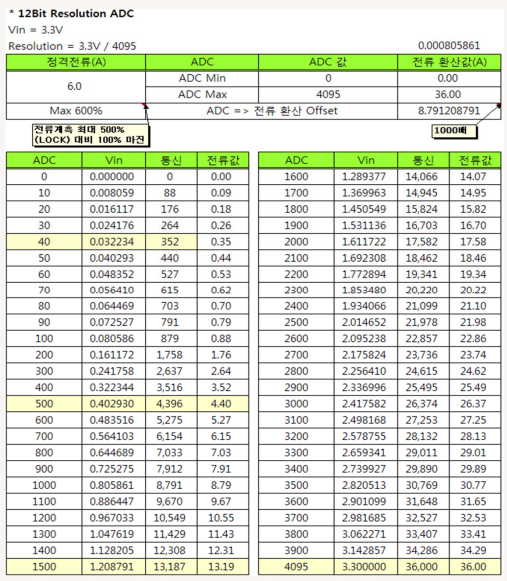 * 12Bit Resolution ADC
Vin = 3.3V
Resolution = 3.3V / 4095 0.000805861
정격전류(A) ADC ADC 값 전류 환산값(A)
6.0 ADC Min 0 0.00
ADC Max 4095 36.00
Max 600% ADC => 전류 환산 Offset 8.791208791
전류계측 최대 500%
(LOCK) 대비 100% 마진
1000배
ADC Vin 통신 전류값
0 0.000000 0 0.00
10 0.008059 88 0.09
20 0.016117 176 0.18
30 0.024176 264 0.26
40 0.032234 352 0.35
50 0.040293 440 0.44
60 0.048352 527 0.53
70 0.056410 615 0.62
80 0.064469 703 0.70
90 0.072527 791 0.79
100 0.080586 879 0.88
200 0.161172 1,758 1.76
300 0.241758 2,637 2.64
400 0.322344 3,516 3.52
500 0.402930 4,396 4.40
600 0.483516 5,275 5.27
700 0.564103 6,154 6.15
800 0.644689 7,033 7.03
900 0.725275 7,912 7.91
1000 0.805861 8,791 8.79
1100 0.886447 9,670 9.67
1200 0.967033 10,549 10.55
1300 1.047619 11,429 11.43
1400 1.128205 12,308 12.31
1500 1.208791 13,187 13.19
ADC Vin 통신 전류값
1600 1.289377 14,066 14.07
1700 1.369963 14,945 14.95
1800 1.450549 15,824 15.82
1900 1.531136 16,703 16.70
2000 1.611722 17,582 17.58
2100 1.692308 18,462 18.46
2200 1.772894 19,341 19.34
2300 1.853480 20,220 20.22
2400 1.934066 21,099 21.10
2500 2.014652 21,978 21.98
2600 2.095238 22,857 22.86
2700 2.175824 23,736 23.74
2800 2.256410 24,615 24.62
2900 2.336996 25,495 25.49
3000 2.417582 26,374 26.37
3100 2.498168 27,253 27.25
3200 2.578755 28,132 28.13
3300 2.659341 29,011 29.01
3400 2.739927 29,890 29.89
3500 2.820513 30,769 30.77
3600 2.901099 31,648 31.65
3700 2.981685 32,527 32.53
3800 3.062271 33,407 33.41
3900 3.142857 34,286 34.29
4095 3.300000 36,000 36.00